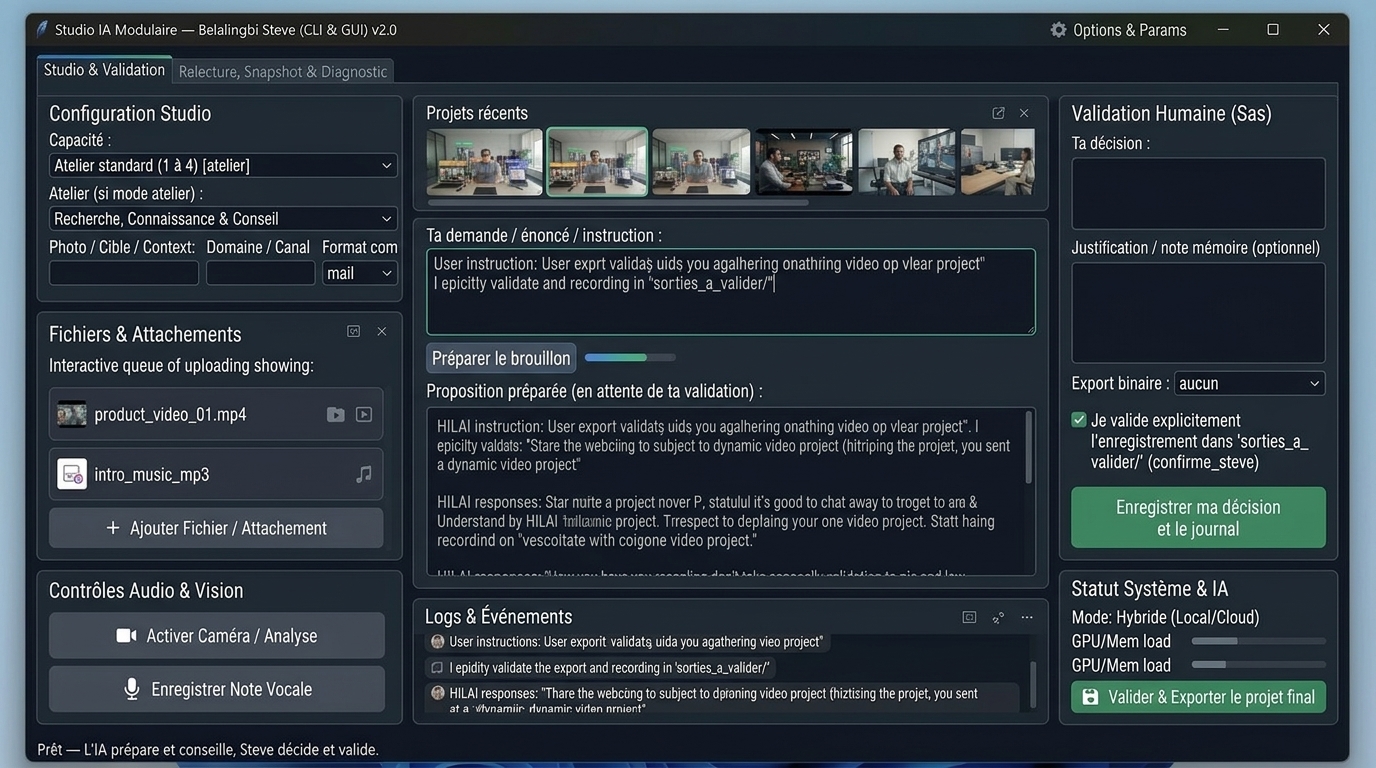 Studio IA Modulaire — Belalingbi Steve (CLI & GUI) v2.0
Options & Params
Studio & Validation
Relecture, Snapshot & Diagnostic
Configuration Studio
Capacité :
Atelier standard (1 à 4) [atelier]
Atelier (si mode atelier) :
Recherche, Connaissance & Conseil
Photo / Cible / Context:
Domaine / Canal
Format com
mail
Fichiers & Attachements
Interactive queue of uploading showing:
product_video_01.mp4
intro_music_mp3
+ Ajouter Fichier / Attachement
Contrôles Audio & Vision
Activer Caméra / Analyse
Enregistrer Note Vocale
Projets récents
Ta demande / énoncé / instruction :
User instruction: User exprt validaş uids you agalhering onathring video op vlear project"
I epicitly validate and recording in "sorties_a_valider/"
Préparer le brouillon
Proposition préparée (en attente de ta validation) :
HILAI instruction: User export validatş uids you agalhering onathing video op vlear project". I
epicilty valdats: "Stare the webciing to subject to dynamic video project (hitriping the projest, you sent
a dynamic video project"
HILAI responses: Star nuite a project nover P, statulul it's good to chat away to troget to am &
Understand by HILAI project. Trrespect to deplaing your one video project. Statt haing
recordind on "vescoltate with coigone video project."
Logs & Événements
User instructions: User exporit validatş uida you agathering vieo project"
I epidity validate the export and recording in 'sorties_a_valider/'
HILAI responses: "Thare the webcüng to subject to dpironing video project (hiztising the projet, you sent
Validation Humaine (Sas)
Ta décision :
Justification / note mémoire (optionnel)
Export binaire : aucun
Je valide explicitement
l'enregistrement dans 'sorties_a_
valider/' (confirme_steve)
Enregistrer ma décision
et le journal
Statut Système & IA
Mode: Hybride (Local/Cloud)
GPU/Mem load
GPU/Mem load
Valider & Exporter le projet final
Prêt — L'IA prépare et conseille, Steve décide et valide.